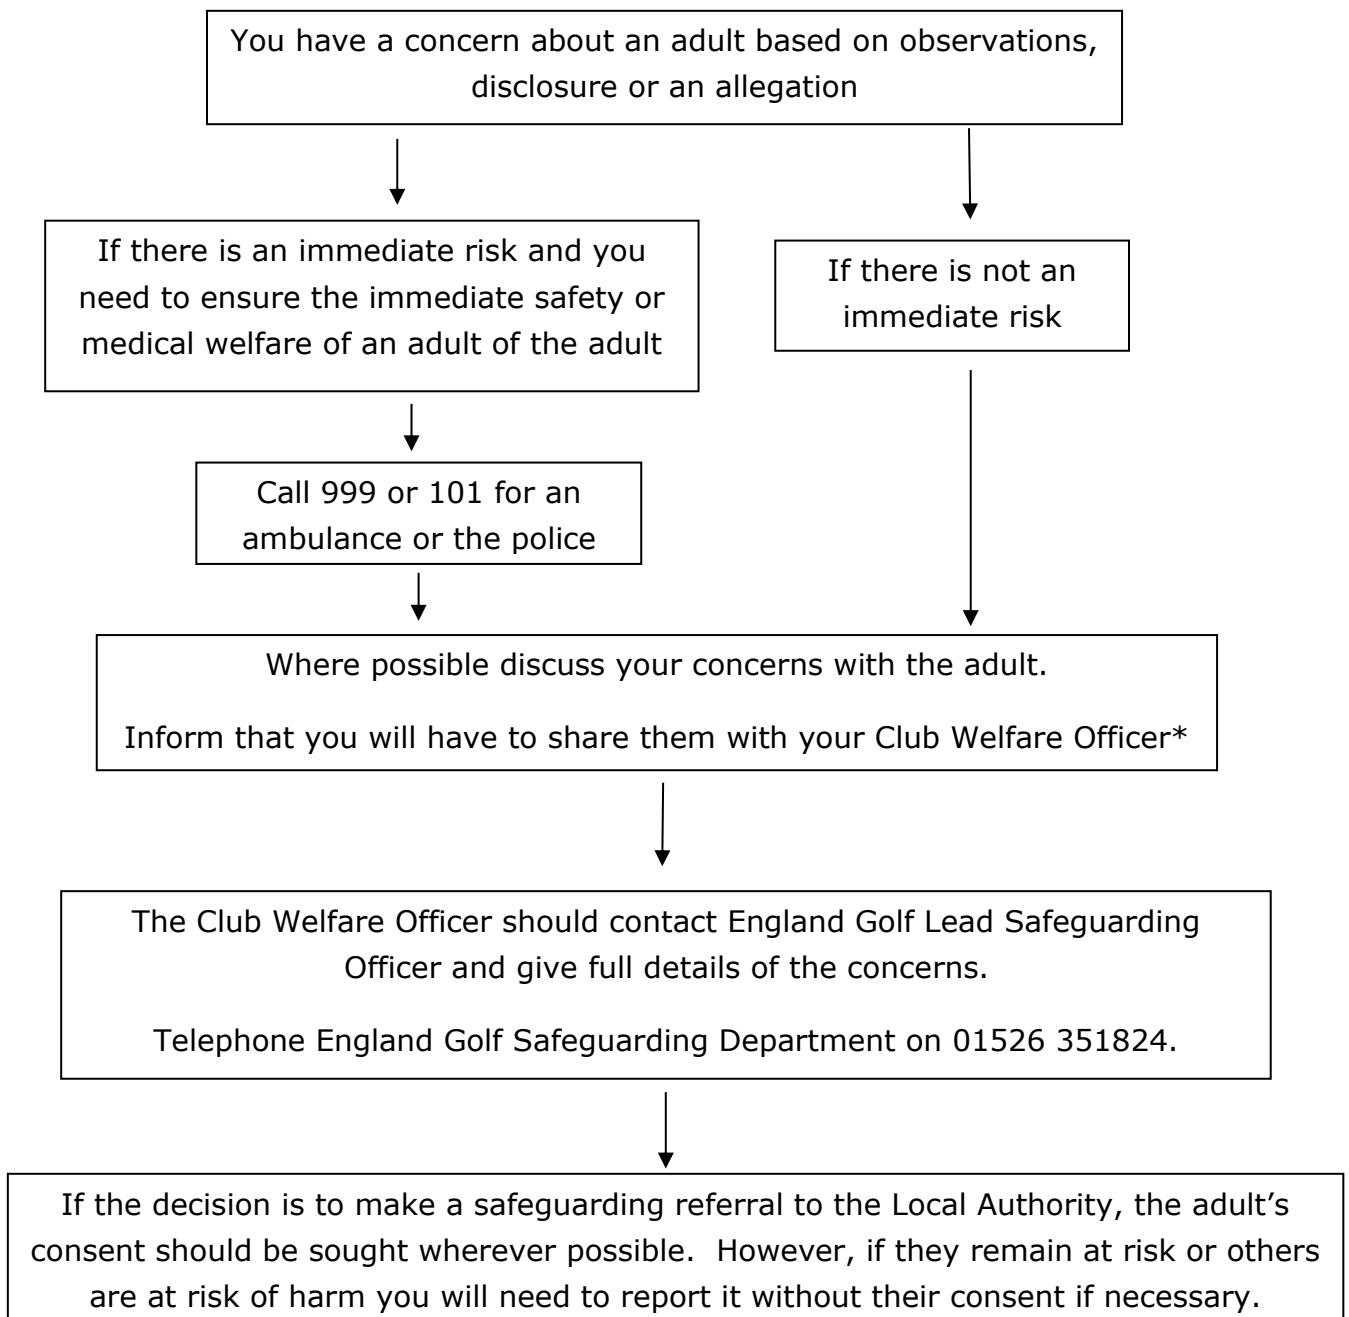 You have a concern about an adult based on observations,
disclosure or an allegation
If there is an immediate risk and you
need to ensure the immediate safety or
medical welfare of an adult of the adult
If there is not an
immediate risk
Call 999 or 101 for an
ambulance or the police
Where possible discuss your concerns with the adult.
Inform that you will have to share them with your Club Welfare Officer*
The Club Welfare Officer should contact England Golf Lead Safeguarding
Officer and give full details of the concerns.
Telephone England Golf Safeguarding Department on 01526 351824.
If the decision is to make a safeguarding referral to the Local Authority, the adult’s
consent should be sought wherever possible.  However, if they remain at risk or others
are at risk of harm you will need to report it without their consent if necessary.